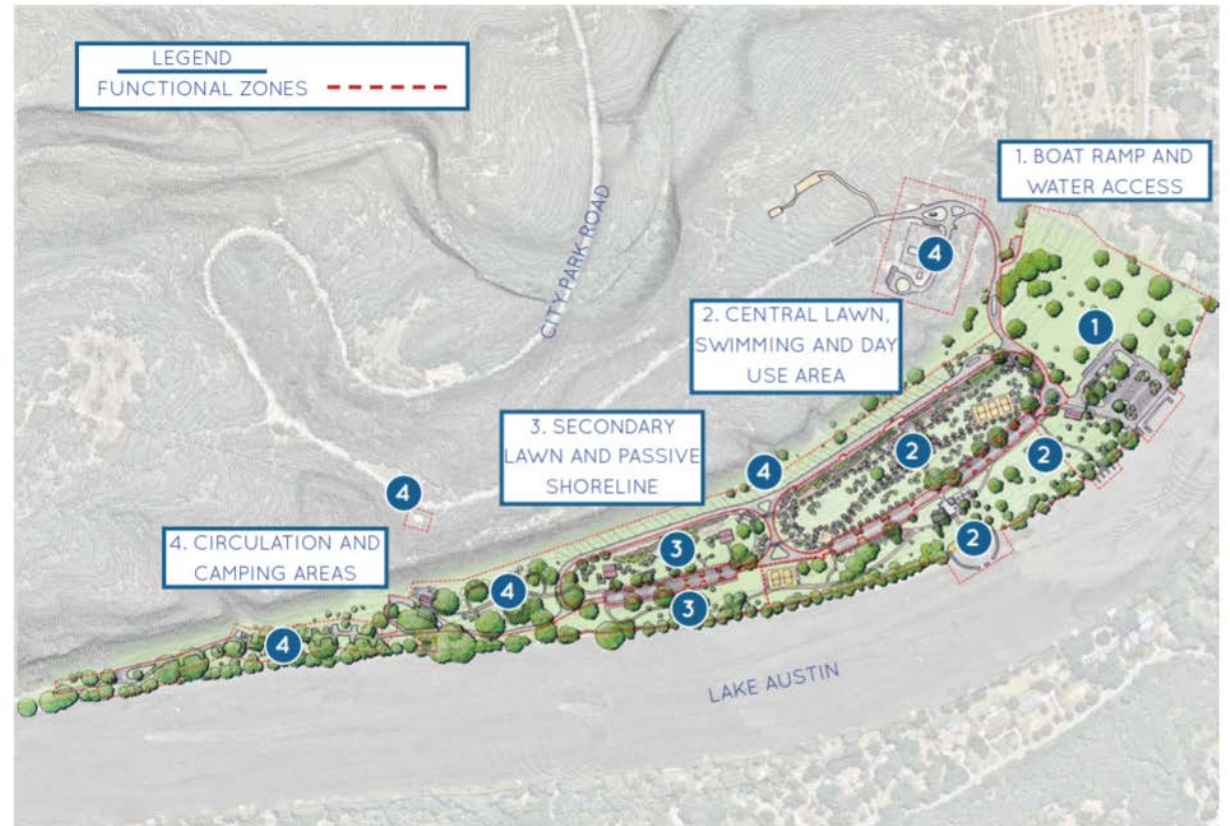 LEGEND
FUNCTIONAL ZONES
1. BOAT RAMP AND
WATER ACCESS
CITY PARK ROAD
4
1
2. CENTRAL LAWN,
SWIMMING AND DAY
USE AREA
3. SECONDARY
LAWN AND PASSIVE
SHORELINE
2
2
4
4
2
4. CIRCULATION AND
CAMPING AREAS
3
4
3
4
LAKE AUSTIN